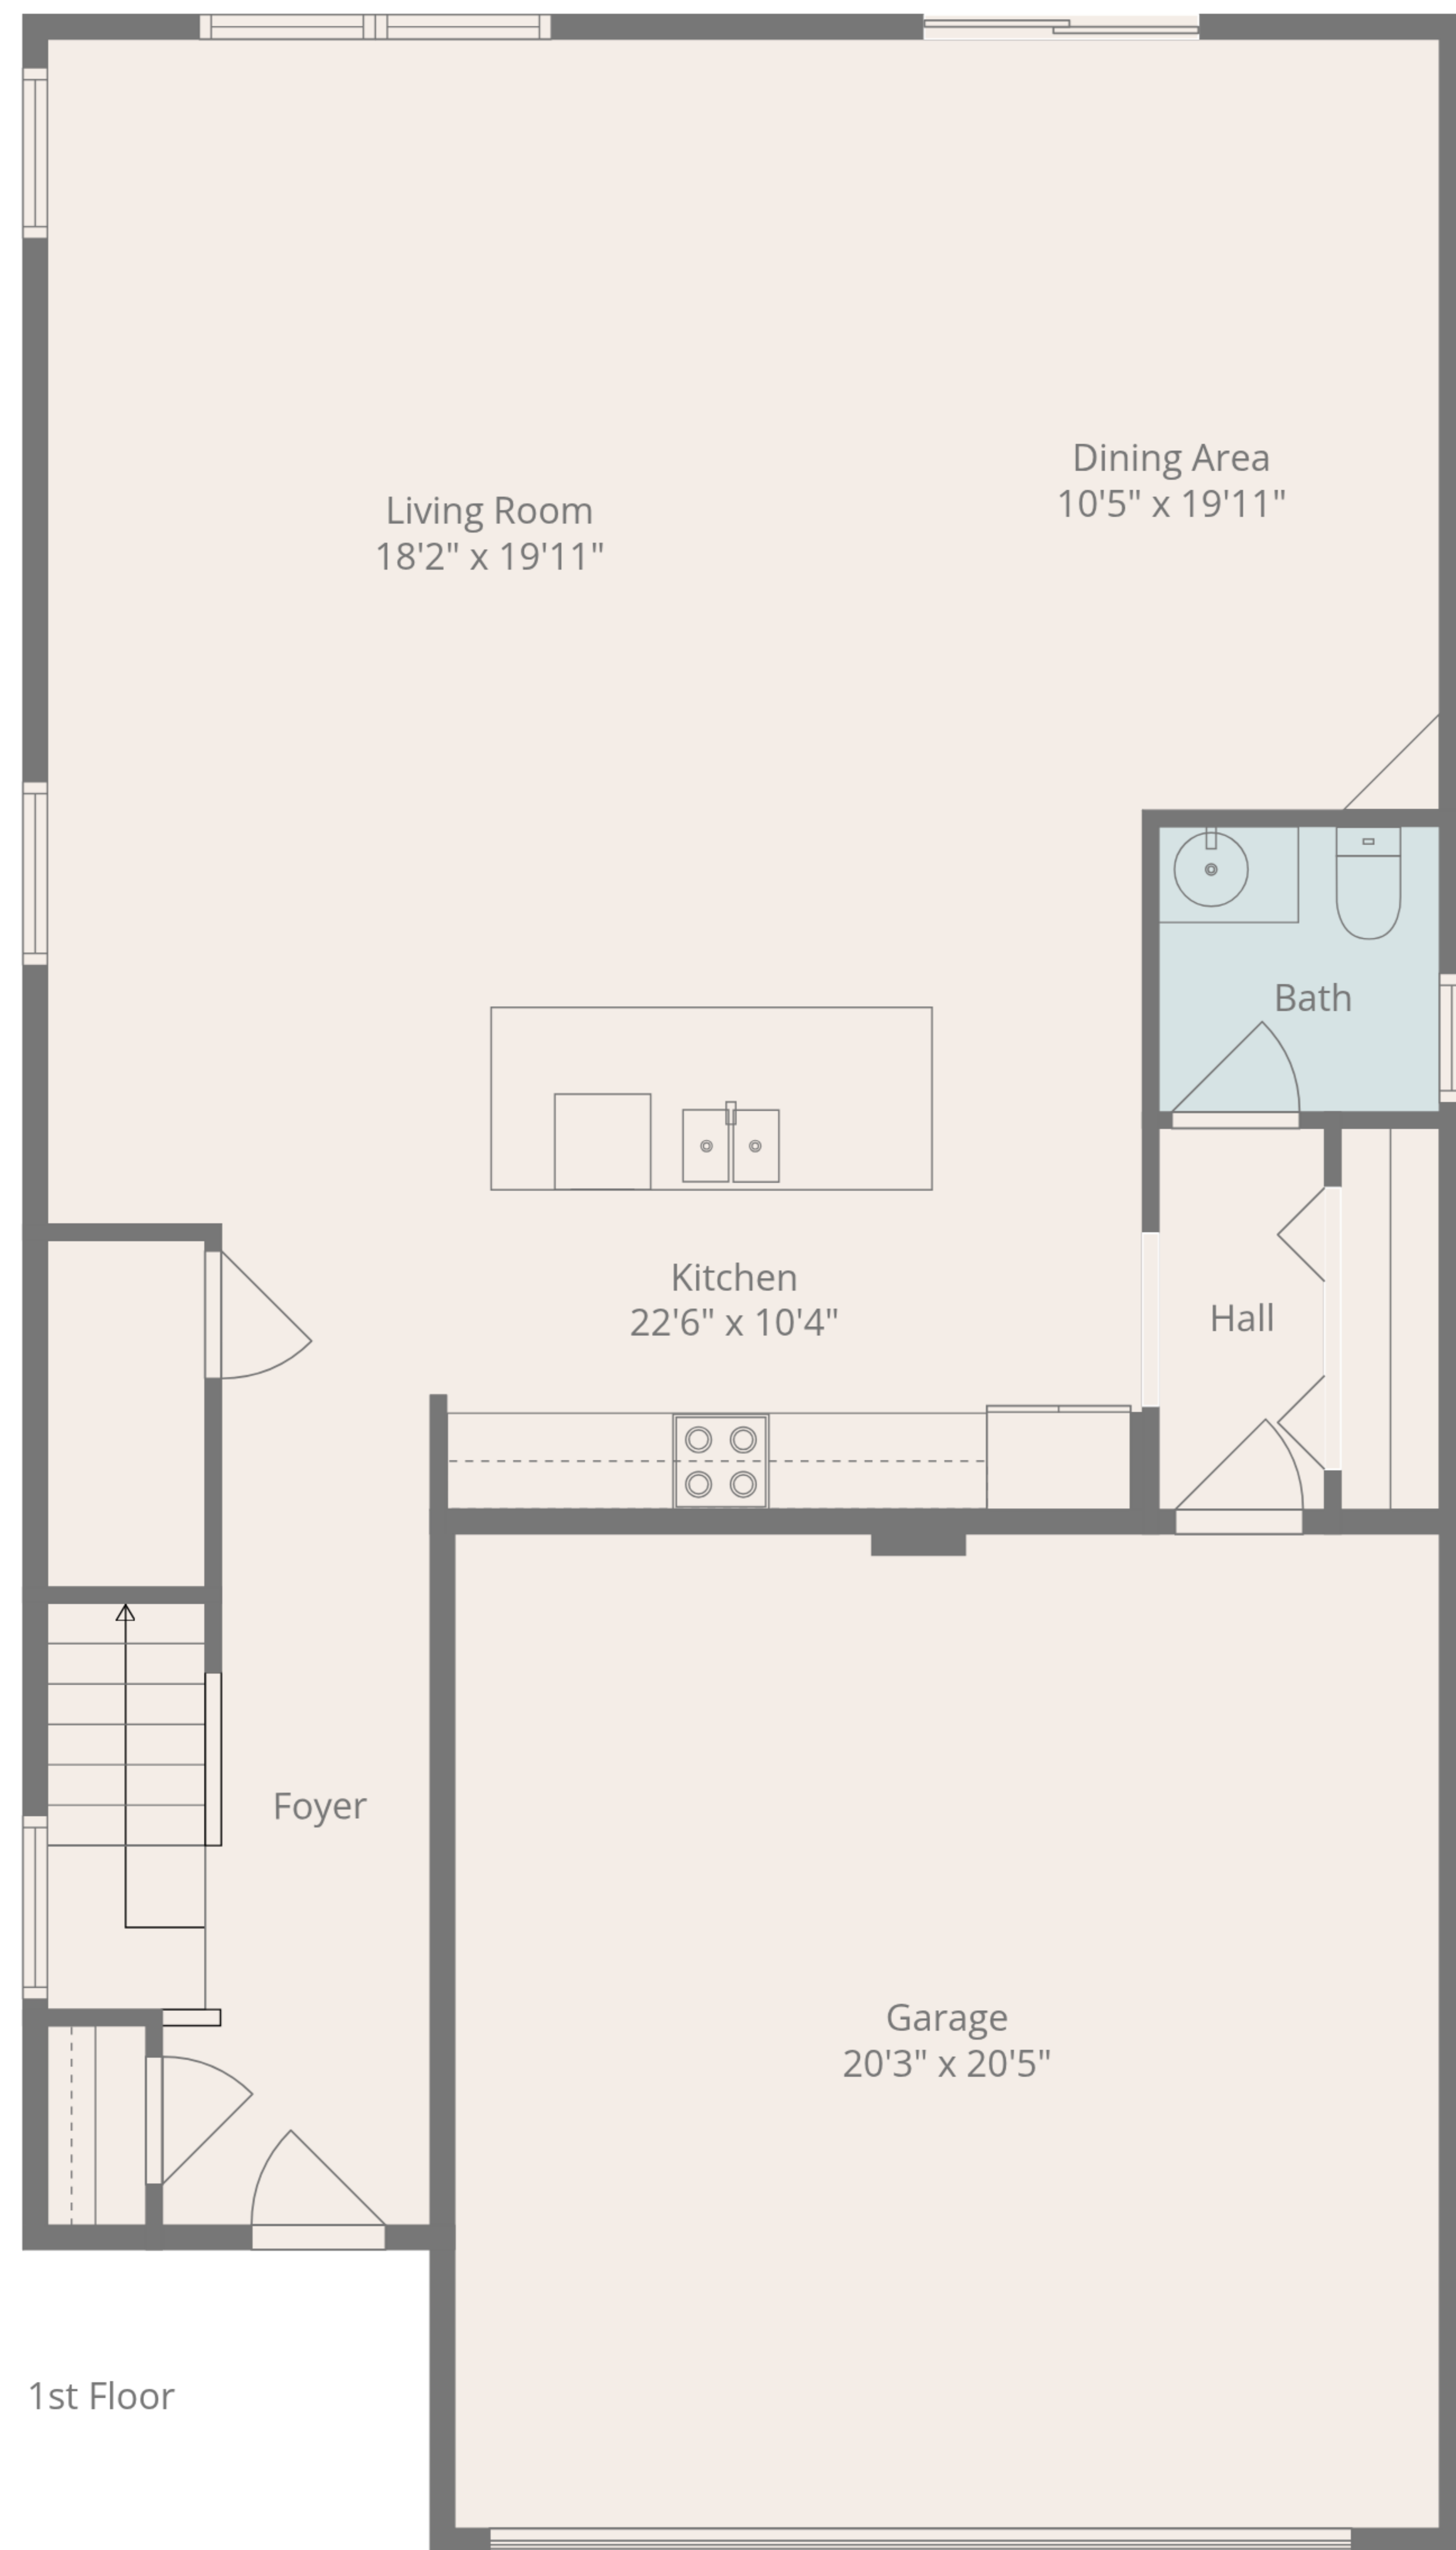 Dining Area
10'5" x 19'11"
Living Room
18'2" x 19'11"
Bath
Kitchen
22'6" x 10'4"
Hall
Foyer
Garage
20'3" x 20'5"
1st Floor